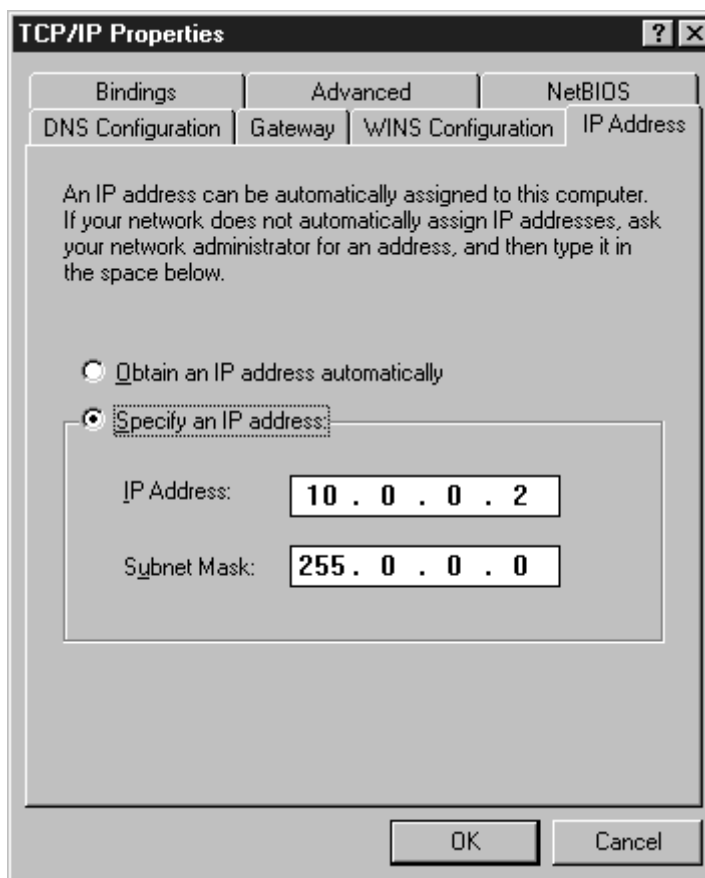 TCP/IP Properties
Bindings Advanced NetBIOS
DNS Configuration Gateway WINS Configuration IP Address
An IP address can be automatically assigned to this computer.
If your network does not automatically assign IP addresses, ask
your network administrator for an address, and then type it in
the space below.
Obtain an IP address automatically
Specify an IP address:
IP Address: 10 . 0 . 0 . 2
Subnet Mask: 255 . 0 . 0 . 0
OK Cancel